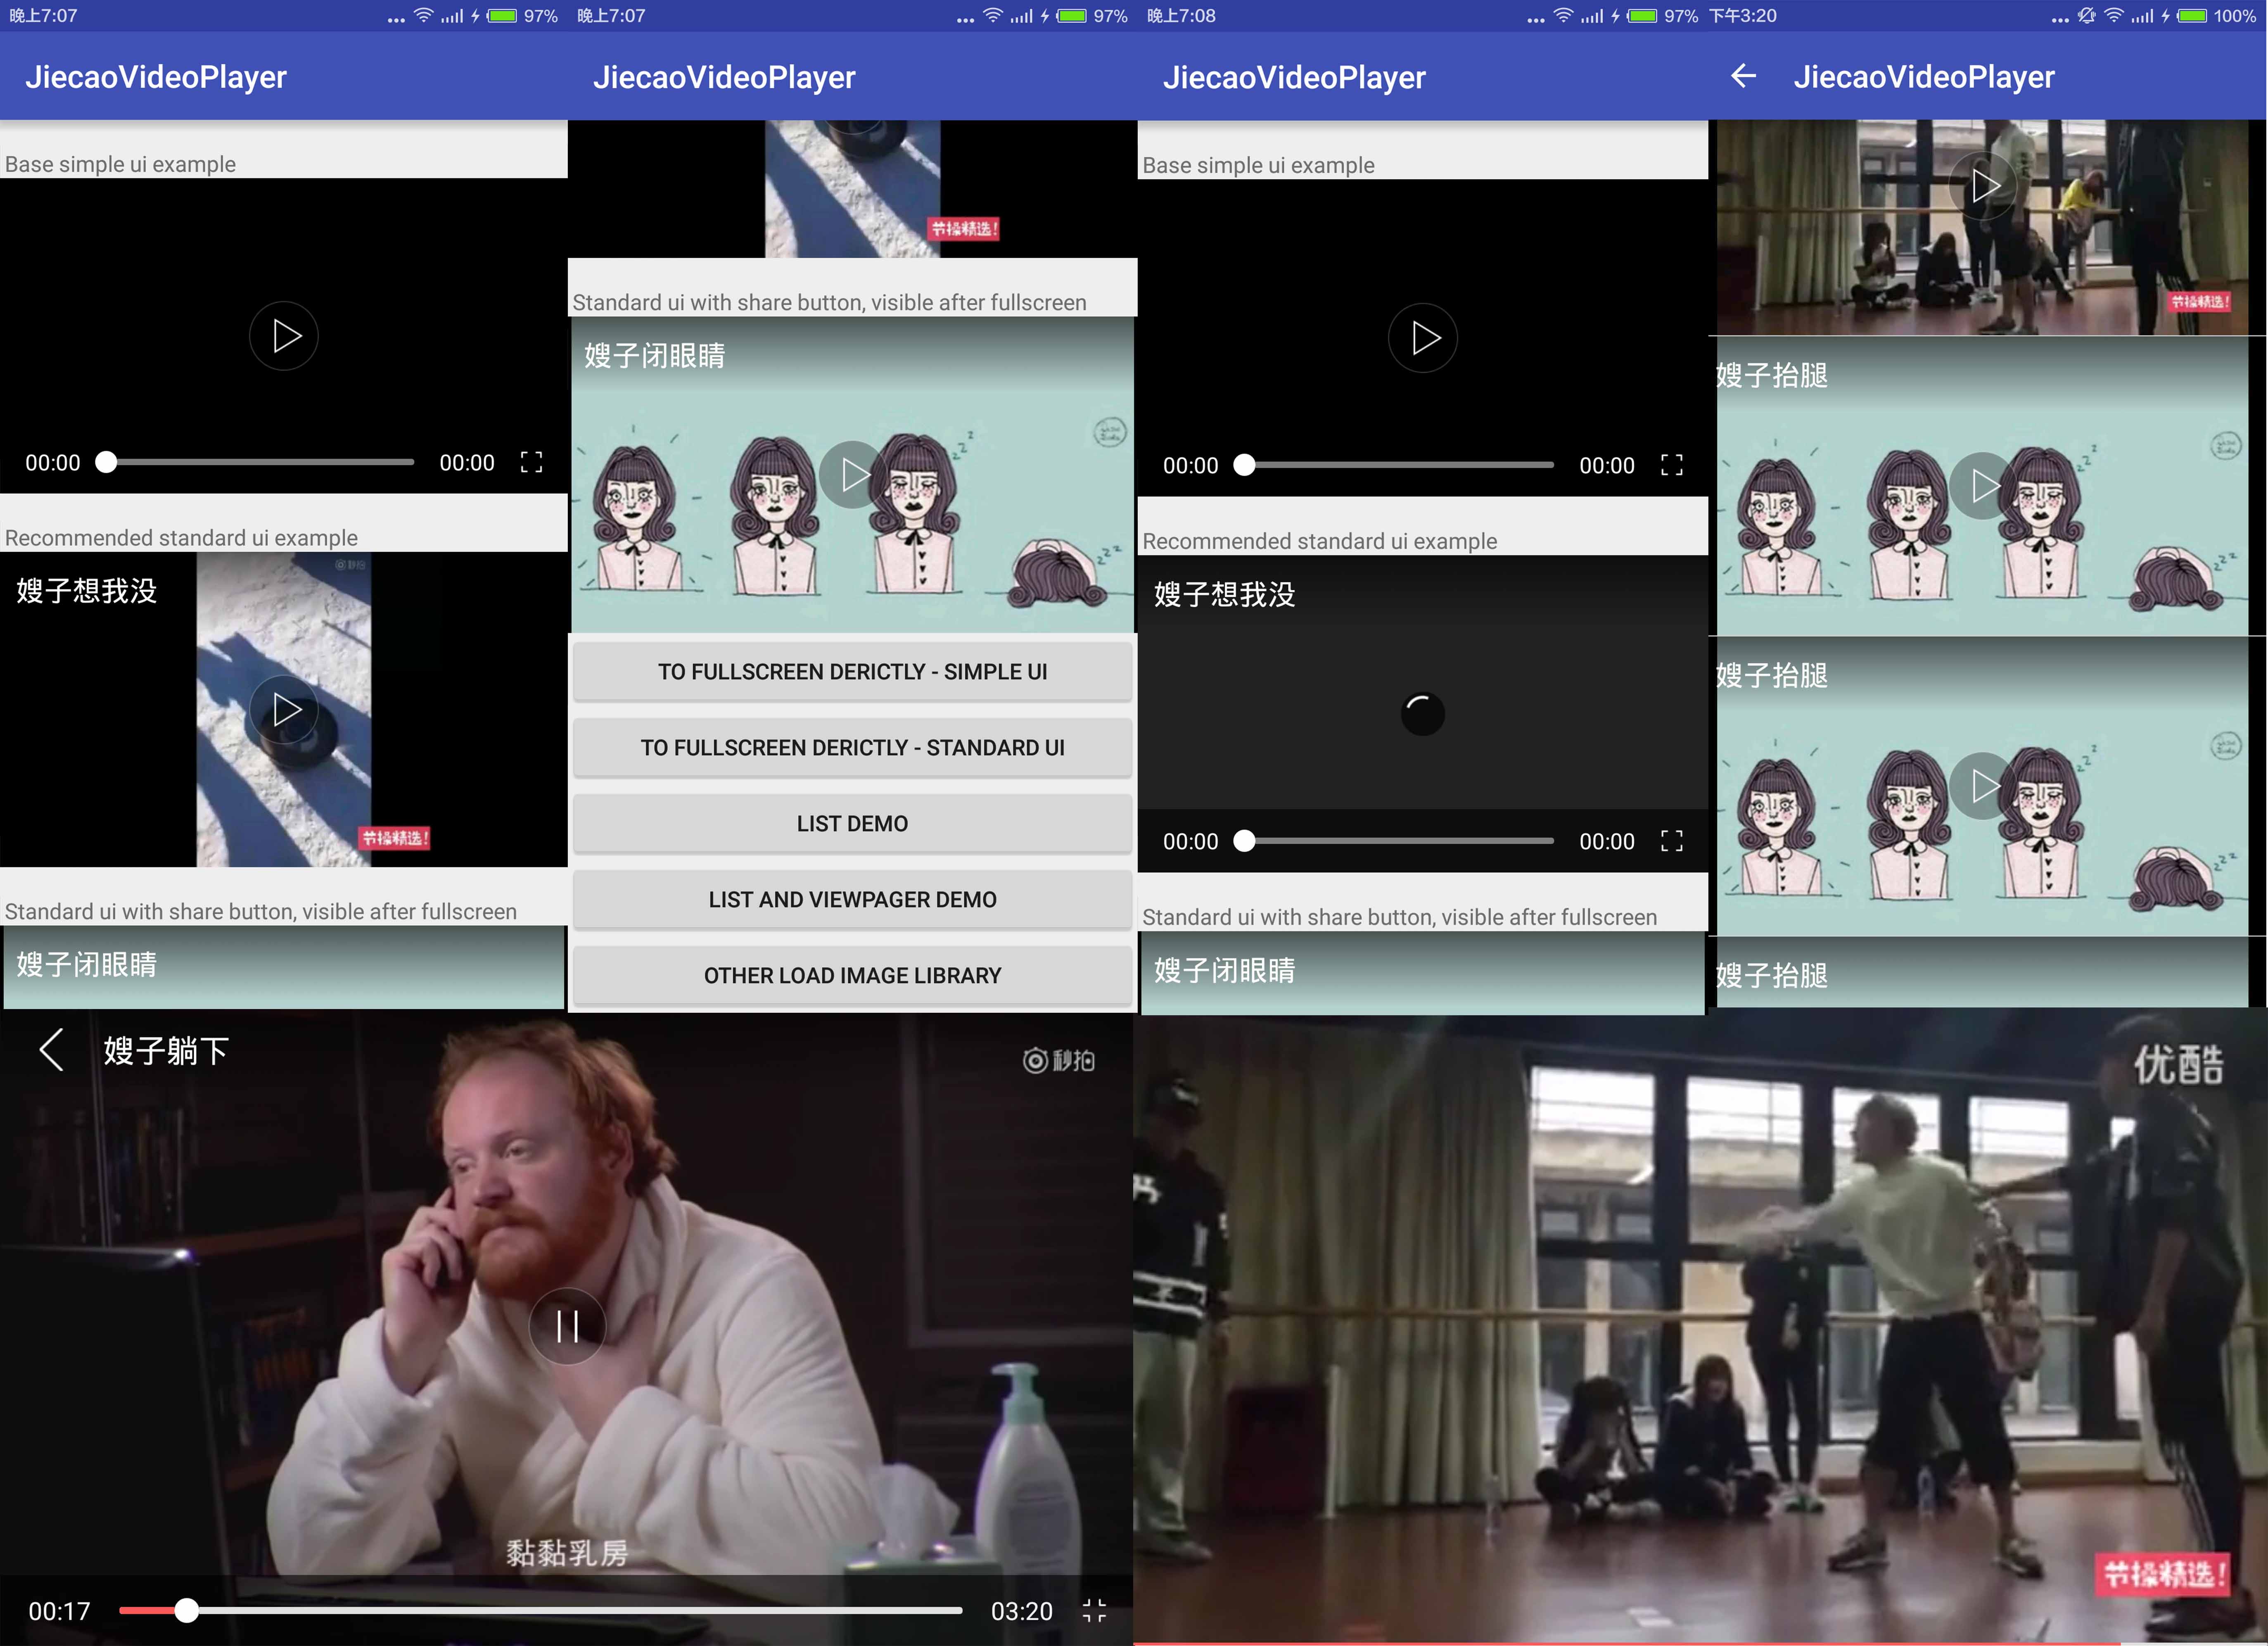 晚上7:07
97%
JiecaoVideoPlayer
Base simple ui example
00:00
00:00
Recommended standard ui example
秒拍
嫂子想我没
节操精选!
Standard ui with share button, visible after fullscreen
嫂子闭眼睛
晚上7:07
97%
JiecaoVideoPlayer
节操精选!
Standard ui with share button, visible after fullscreen
嫂子闭眼睛
z z z
z z z
TO FULLSCREEN DERICTLY - SIMPLE UI
TO FULLSCREEN DERICTLY - STANDARD UI
LIST DEMO
LIST AND VIEWPAGER DEMO
OTHER LOAD IMAGE LIBRARY
晚上7:08
97%
JiecaoVideoPlayer
Base simple ui example
00:00
00:00
Recommended standard ui example
嫂子想我没
00:00
00:00
Standard ui with share button, visible after fullscreen
嫂子闭眼睛
下午3:20
100%
JiecaoVideoPlayer
节操精选!
嫂子抬腿
z z z
z z z
嫂子抬腿
z z z
z z z
嫂子抬腿
嫂子躺下
秒拍
黏黏乳房
00:17
03:20
优酷
节操精选!